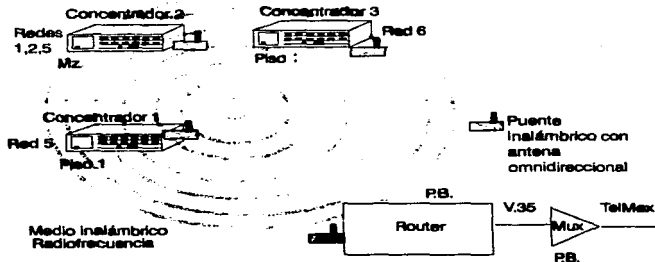 Concentrador 2
Concentrador 3
Redes
1,2,5
Mz.
Red 6
Piso :
Concentrador 1
Red 5
Piso 1
Puente
Inalámbrico con
antena
omnidireccional
P.B.
Router
V.35
Mux
TelMex
P.B.
Medio inalámbrico
Radiofrecuencia